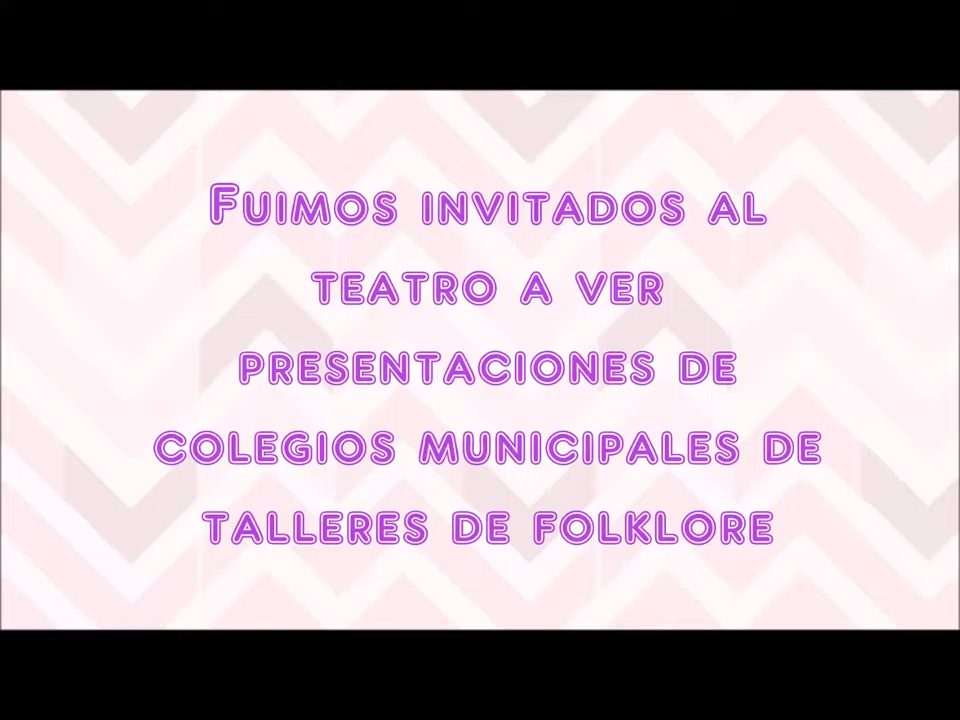 Fuimos invitados al
teatro a ver
presentaciones de
colegios municipales de
talleres de folklore